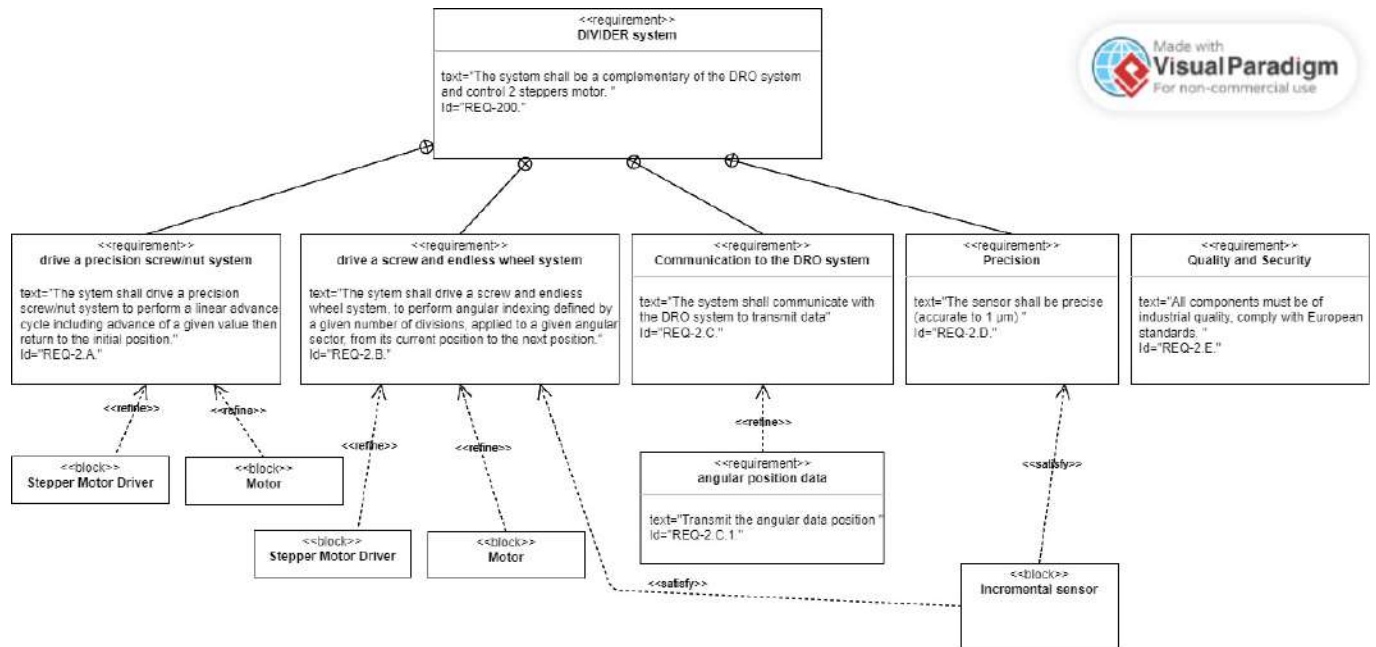 <<requirement>>
DIVIDER system
text="The system shall be a complementary of the DRO system
and control 2 steppers motor. "
Id="REQ-200."
Made with
Visual Paradigm
For non-commercial use
<<requirement>>
drive a precision screw/nut system
text="The sytem shall drive a precision
screw/nut system to perform a linear advance
cycle including advance of a given value then
return to the initial position."
Id="REQ-2.A."
<<requirement>>
drive a screw and endless wheel system
text="The sytem shall drive a screw and endless
wheel system, to perform angular indexing defined by
a given number of divisions, applied to a given angular
sector, from its current position to the next position."
Id="REQ-2.B."
<<requirement>>
Communication to the DRO system
text="The system shall communicate with
the DRO system to transmit data"
Id="REQ-2.C."
<<requirement>>
Precision
text="The sensor shall be precise
(accurate to 1 µm) "
Id="REQ-2.D."
<<requirement>>
Quality and Security
text="All components must be of
industrial quality, comply with European
standards. "
Id="REQ-2.E."
<<refine>>
<<refine>>
<<refine>>
<<refine>>
<<refine>>
<<satisfy>>
<<block>>
Stepper Motor Driver
<<block>>
Motor
<<requirement>>
angular position data
text="Transmit the angular data position "
Id="REQ-2.C.1."
<<block>>
Stepper Motor Driver
<<block>>
Motor
<<satisfy>>
<<block>>
Incremental sensor